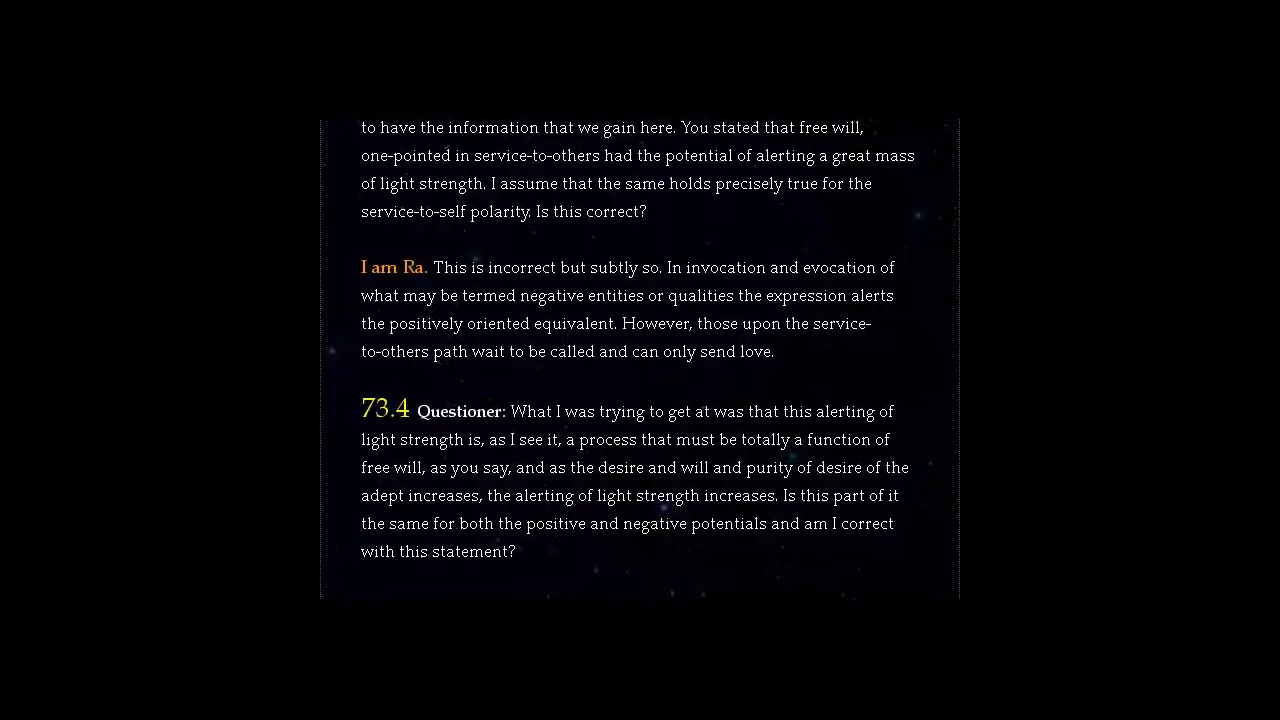 to have the information that we gain here. You stated that free will,
one-pointed in service-to-others had the potential of alerting a great mass
of light strength. I assume that the same holds precisely true for the
service-to-self polarity. Is this correct?
I am Ra. This is incorrect but subtly so. In invocation and evocation of
what may be termed negative entities or qualities the expression alerts
the positively oriented equivalent. However, those upon the service-
to-others path wait to be called and can only send love.
73.4 Questioner: What I was trying to get at was that this alerting of
light strength is, as I see it, a process that must be totally a function of
free will, as you say, and as the desire and will and purity of desire of the
adept increases, the alerting of light strength increases. Is this part of it
the same for both the positive and negative potentials and am I correct
with this statement?